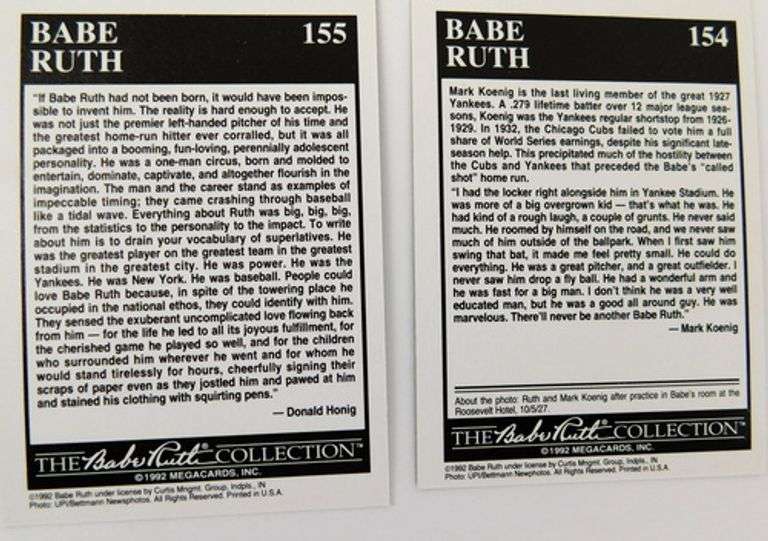 BABE
RUTH
155
"If Babe Ruth had not been born, it would have been impos-
sible to invent him. The reality is hard enough to accept. He
was not just the premier left-handed pitcher of his time and
the greatest home-run hitter ever corralled, but it was all
packaged into a booming, fun-loving, perennially adolescent
personality. He was a one-man circus, born and molded to
entertain, dominate, captivate, and altogether flourish in the
imagination. The man and the career stand as examples of
impeccable timing; they came crashing through baseball
like a tidal wave. Everything about Ruth was big, big, big,
from the statistics to the personality to the impact. To write
about him is to drain your vocabulary of superlatives. He
was the greatest player on the greatest team in the greatest
stadium in the greatest city. He was power. He was the
Yankees. He was New York. He was baseball. People could
love Babe Ruth because, in spite of the towering place he
occupied in the national ethos, they could identify with him.
They sensed the exuberant uncomplicated love flowing back
from him — for the life he led to all its joyous fulfillment, for
the cherished game he played so well, and for the children
who surrounded him wherever he went and for whom he
would stand tirelessly for hours, cheerfully signing their
scraps of paper even as they jostled him and pawed at him
and stained his clothing with squirting pens."
— Donald Honig
THE Babe Ruth® COLLECTION™
©1992 MEGACARDS, INC.
©1992 Babe Ruth under license by Curtis Mngmt. Group, Indpls., IN
Photo: UPI/Bettmann Newsphotos. All Rights Reserved. Printed in U.S.A.
BABE
RUTH
154
Mark Koenig is the last living member of the great 1927
Yankees. A .279 lifetime batter over 12 major league sea-
sons, Koenig was the Yankees regular shortstop from 1926-
1929. In 1932, the Chicago Cubs failed to vote him a full
share of World Series earnings, despite his significant late-
season help. This precipitated much of the hostility between
the Cubs and Yankees that preceded the Babe's "called
shot" home run.
"I had the locker right alongside him in Yankee Stadium. He
was more of a big overgrown kid — that's what he was. He
had kind of a rough laugh, a couple of grunts. He never said
much. He roomed by himself on the road, and we never saw
much of him outside of the ballpark. When I first saw him
swing that bat, it made me feel pretty small. He could do
everything. He was a great pitcher, and a great outfielder. I
never saw him drop a fly ball. He had a wonderful arm and
he was fast for a big man. I don't think he was a very well
educated man, but he was a good all around guy. He was
marvelous. There'll never be another Babe Ruth."
— Mark Koenig
About the photo: Ruth and Mark Koenig after practice in Babe's room at the
Roosevelt Hotel, 10/5/27.
THE Babe Ruth® COLLECTION™
©1992 MEGACARDS, INC.
©1992 Babe Ruth under license by Curtis Mngmt. Group, Indpls., IN
Photo: UPI/Bettmann Newsphotos. All Rights Reserved. Printed in U.S.A.